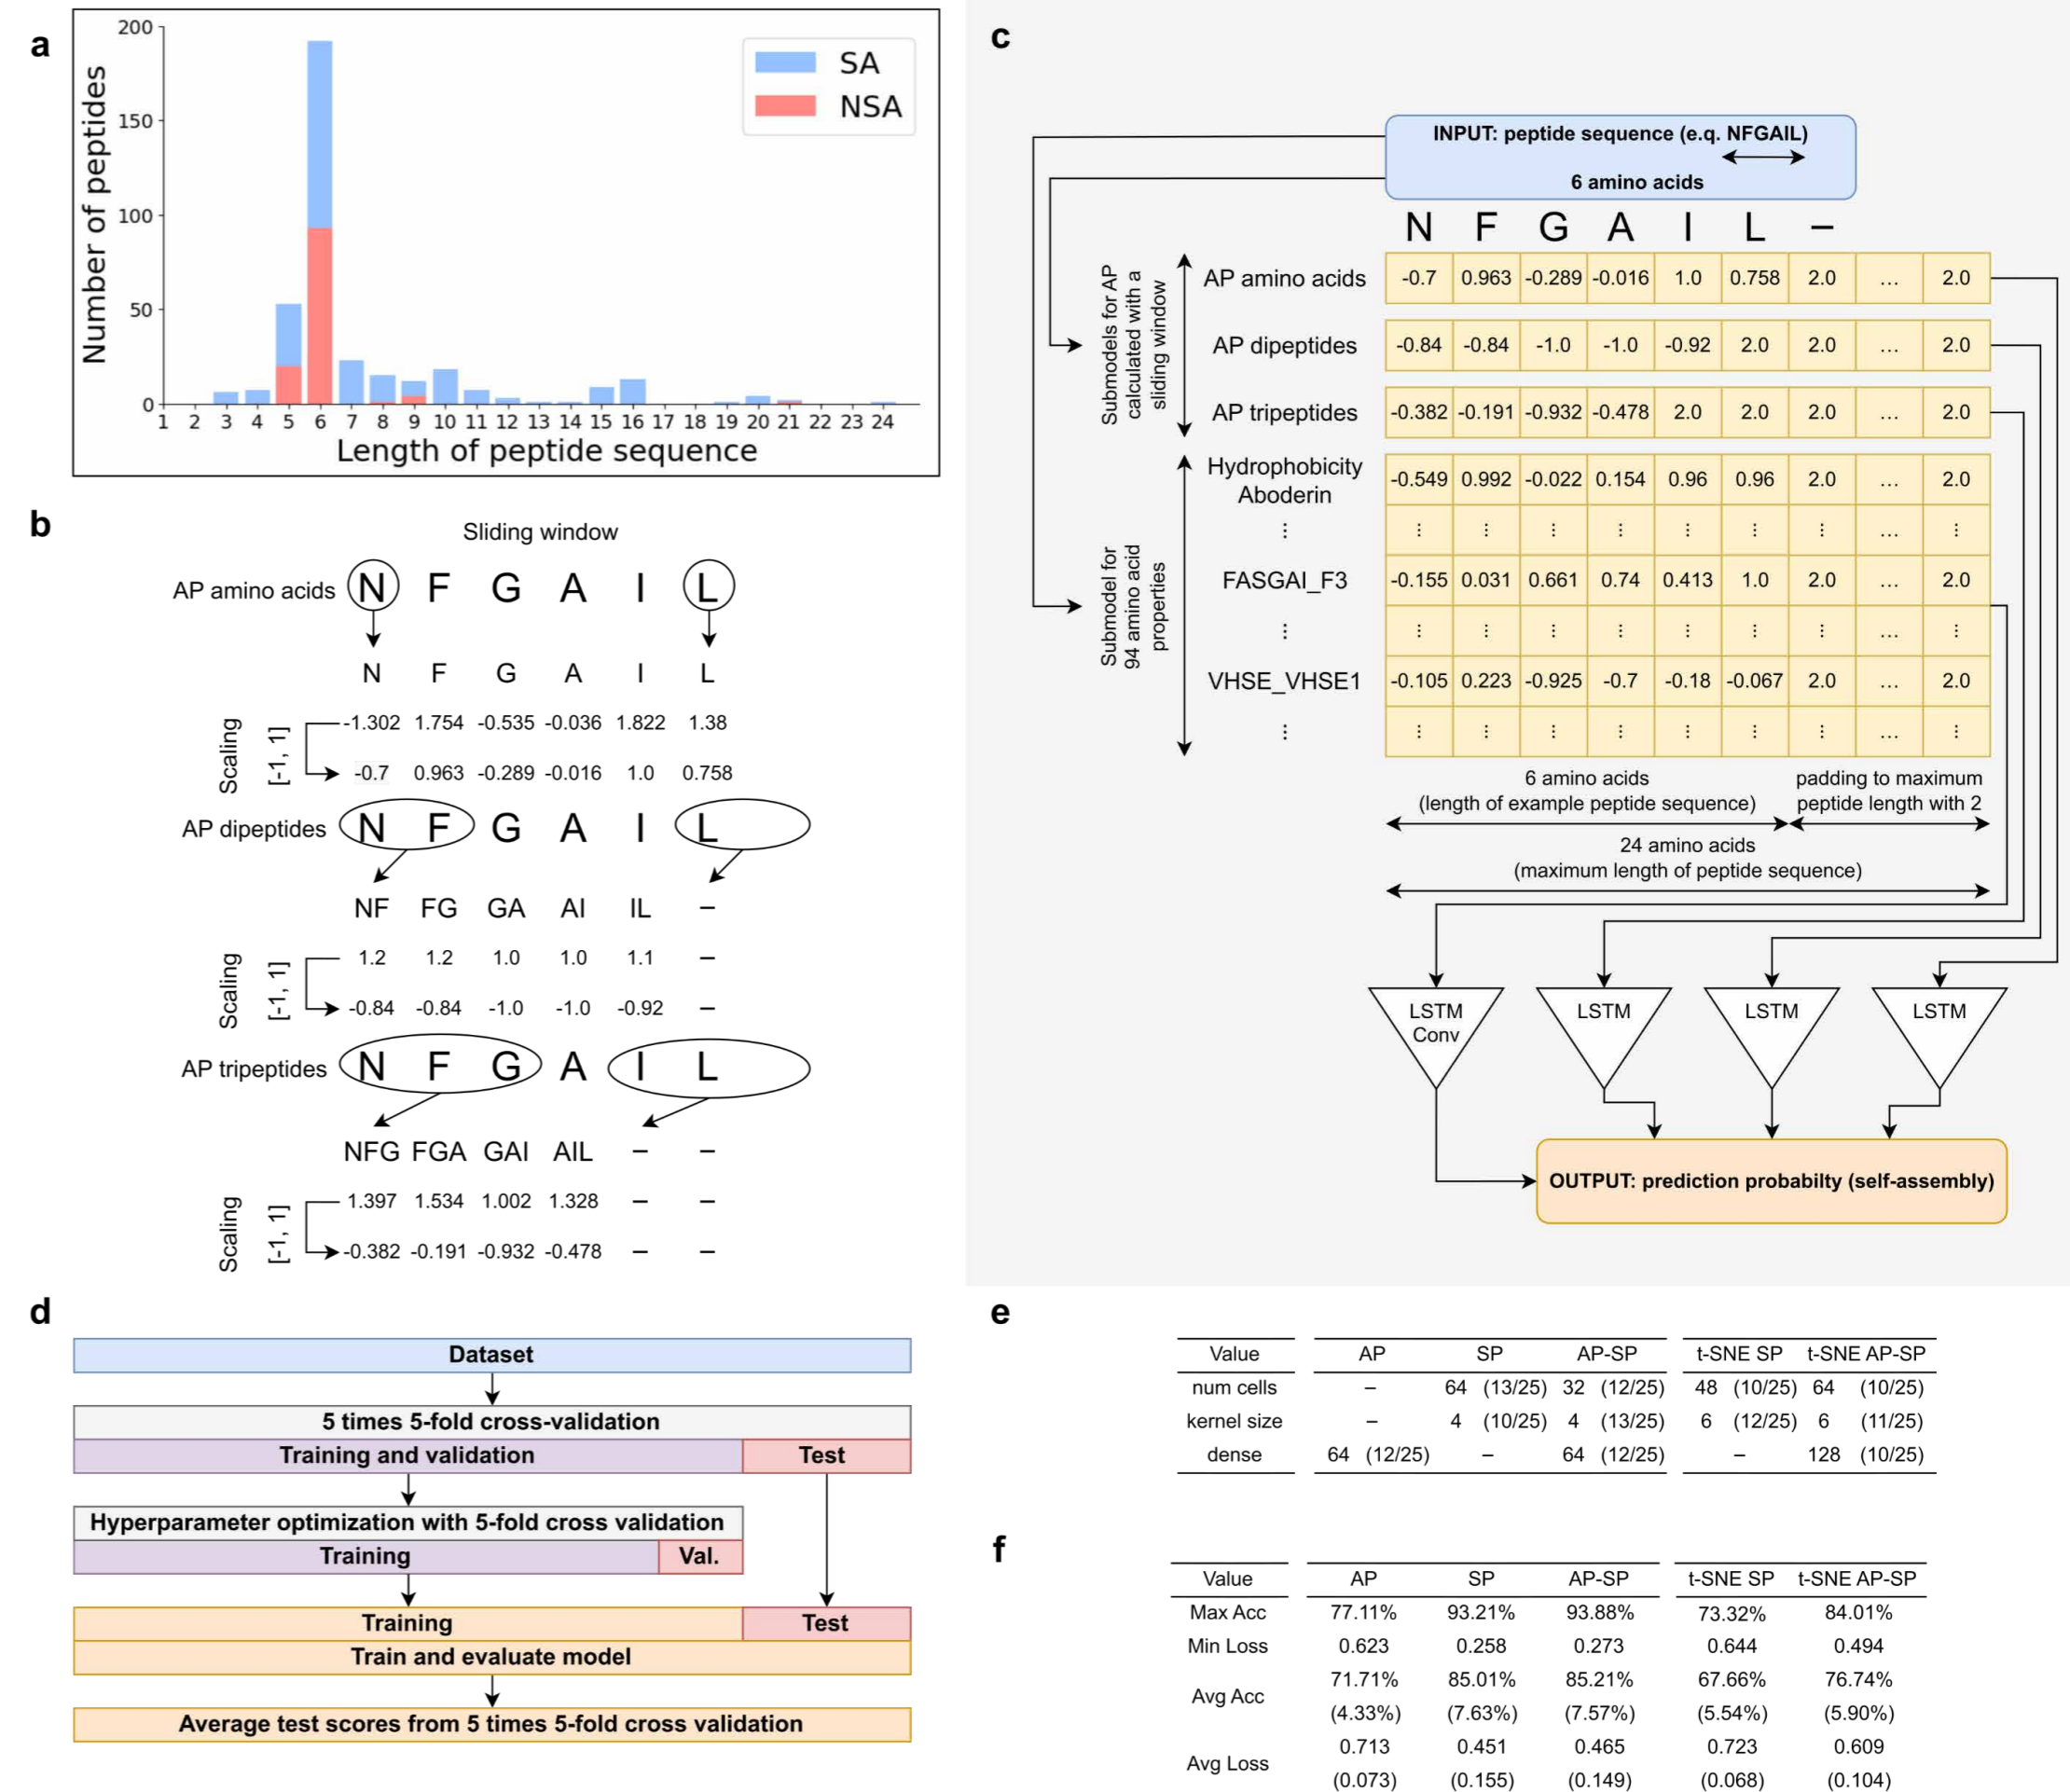 a
200
150
100
50
0
Number of peptides
SA
NSA
1 2 3 4 5 6 7 8 9 10 11 12 13 14 15 16 17 18 19 20 21 22 23 24
Length of peptide sequence
b
Sliding window
AP amino acids N F G A I L
N F G A I L
Scaling
[-1, 1]
-1.302 1.754 -0.535 -0.036 1.822 1.38
-0.7 0.963 -0.289 -0.016 1.0 0.758
AP dipeptides N F G A I L
NF FG GA AI IL –
Scaling
[-1, 1]
1.2 1.2 1.0 1.0 1.1 –
-0.84 -0.84 -1.0 -1.0 -0.92 –
AP tripeptides N F G A I L
NFG FGA GAI AIL – –
Scaling
[-1, 1]
1.397 1.534 1.002 1.328 – –
-0.382 -0.191 -0.932 -0.478 – –
c
INPUT: peptide sequence (e.q. NFGAIL)
6 amino acids
N F G A I L –
Submodels for AP
calculated with a
sliding window
AP amino acids -0.7 0.963 -0.289 -0.016 1.0 0.758 2.0 ... 2.0
AP dipeptides -0.84 -0.84 -1.0 -1.0 -0.92 2.0 2.0 ... 2.0
AP tripeptides -0.382 -0.191 -0.932 -0.478 2.0 2.0 2.0 ... 2.0
Submodel for
94 amino acid
properties
Hydrophobicity
Aboderin
-0.549 0.992 -0.022 0.154 0.96 0.96 2.0 ... 2.0
⋮ ⋮ ⋮ ⋮ ⋮ ⋮ ⋮ ⋮ ... ⋮
FASGAI_F3 -0.155 0.031 0.661 0.74 0.413 1.0 2.0 ... 2.0
⋮ ⋮ ⋮ ⋮ ⋮ ⋮ ⋮ ⋮ ... ⋮
VHSE_VHSE1 -0.105 0.223 -0.925 -0.7 -0.18 -0.067 2.0 ... 2.0
⋮ ⋮ ⋮ ⋮ ⋮ ⋮ ⋮ ⋮ ... ⋮
6 amino acids
(length of example peptide sequence)
padding to maximum
peptide length with 2
24 amino acids
(maximum length of peptide sequence)
LSTM
Conv
LSTM
LSTM
LSTM
OUTPUT: prediction probabilty (self-assembly)
d
Dataset
5 times 5-fold cross-validation
Training and validation Test
Hyperparameter optimization with 5-fold cross validation
Training Val.
Training Test
Train and evaluate model
Average test scores from 5 times 5-fold cross validation
e
Value AP SP AP-SP t-SNE SP t-SNE AP-SP
num cells – 64 (13/25) 32 (12/25) 48 (10/25) 64 (10/25)
kernel size – 4 (10/25) 4 (13/25) 6 (12/25) 6 (11/25)
dense 64 (12/25) – 64 (12/25) – 128 (10/25)
f
Value AP SP AP-SP t-SNE SP t-SNE AP-SP
Max Acc 77.11% 93.21% 93.88% 73.32% 84.01%
Min Loss 0.623 0.258 0.273 0.644 0.494
Avg Acc
71.71% 85.01% 85.21% 67.66% 76.74%
(4.33%) (7.63%) (7.57%) (5.54%) (5.90%)
Avg Loss
0.713 0.451 0.465 0.723 0.609
(0.073) (0.155) (0.149) (0.068) (0.104)